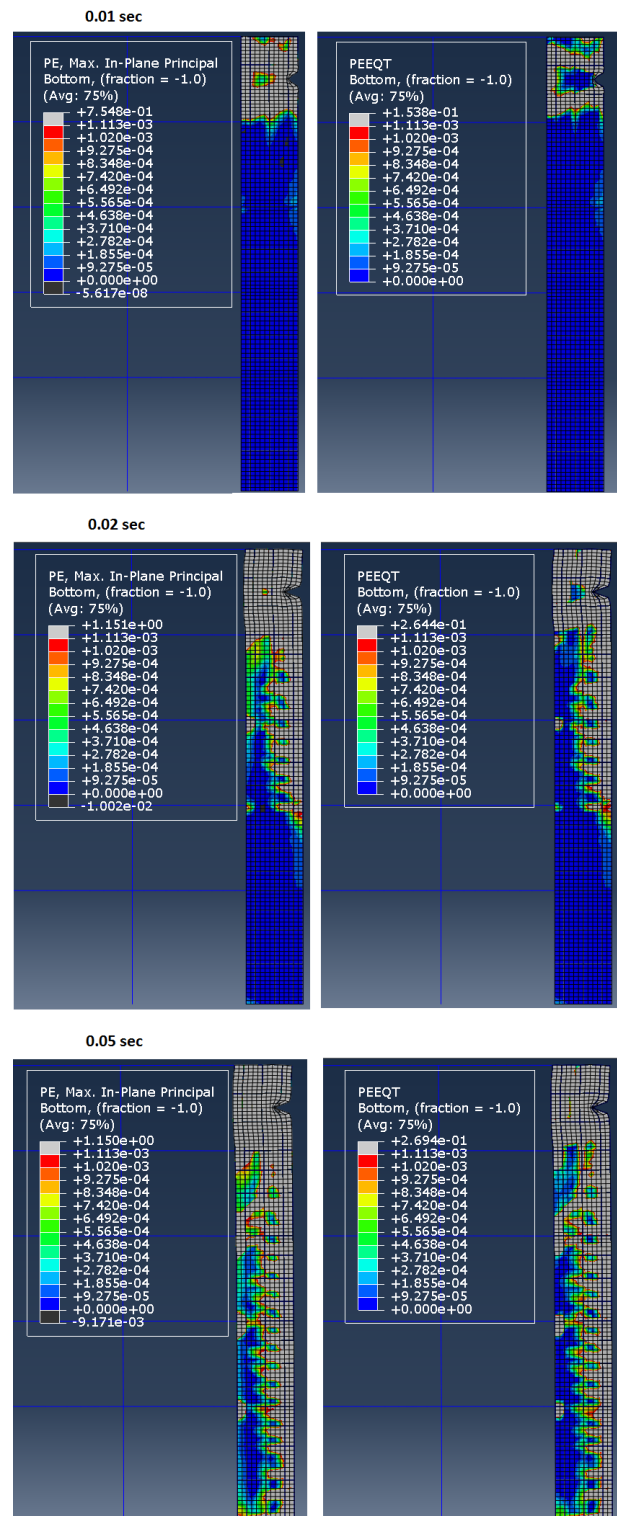 0.01 sec
PE, Max. In-Plane Principal
Bottom, (fraction = -1.0)
(Avg: 75%)
+7.548e-01
+1.113e-03
+1.020e-03
+9.275e-04
+8.348e-04
+7.420e-04
+6.492e-04
+5.565e-04
+4.638e-04
+3.710e-04
+2.782e-04
+1.855e-04
+9.275e-05
+0.000e+00
-5.617e-08
PEEQT
Bottom, (fraction = -1.0)
(Avg: 75%)
+1.538e-01
+1.113e-03
+1.020e-03
+9.275e-04
+8.348e-04
+7.420e-04
+6.492e-04
+5.565e-04
+4.638e-04
+3.710e-04
+2.782e-04
+1.855e-04
+9.275e-05
+0.000e+00
0.02 sec
PE, Max. In-Plane Principal
Bottom, (fraction = -1.0)
(Avg: 75%)
+1.151e+00
+1.113e-03
+1.020e-03
+9.275e-04
+8.348e-04
+7.420e-04
+6.492e-04
+5.565e-04
+4.638e-04
+3.710e-04
+2.782e-04
+1.855e-04
+9.275e-05
+0.000e+00
-1.002e-02
PEEQT
Bottom, (fraction = -1.0)
(Avg: 75%)
+2.644e-01
+1.113e-03
+1.020e-03
+9.275e-04
+8.348e-04
+7.420e-04
+6.492e-04
+5.565e-04
+4.638e-04
+3.710e-04
+2.782e-04
+1.855e-04
+9.275e-05
+0.000e+00
0.05 sec
PE, Max. In-Plane Principal
Bottom, (fraction = -1.0)
(Avg: 75%)
+1.150e+00
+1.113e-03
+1.020e-03
+9.275e-04
+8.348e-04
+7.420e-04
+6.492e-04
+5.565e-04
+4.638e-04
+3.710e-04
+2.782e-04
+1.855e-04
+9.275e-05
+0.000e+00
-9.171e-03
PEEQT
Bottom, (fraction = -1.0)
(Avg: 75%)
+2.694e-01
+1.113e-03
+1.020e-03
+9.275e-04
+8.348e-04
+7.420e-04
+6.492e-04
+5.565e-04
+4.638e-04
+3.710e-04
+2.782e-04
+1.855e-04
+9.275e-05
+0.000e+00